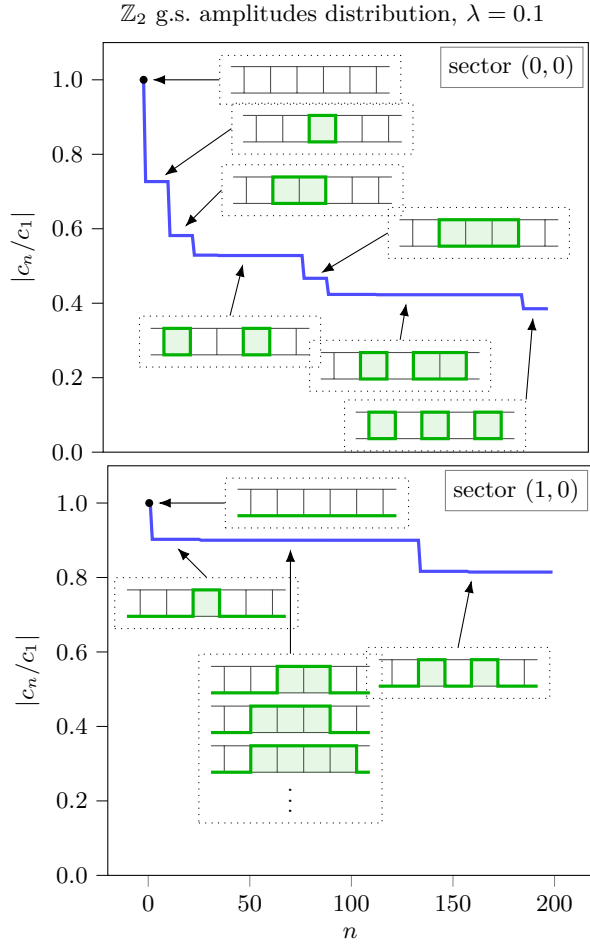 ℤ₂ g.s. amplitudes distribution, λ = 0.1
sector (0, 0)
|cₙ/c₁|
1.0
0.8
0.6
0.4
0.2
0.0
sector (1, 0)
|cₙ/c₁|
1.0
0.8
0.6
0.4
0.2
0.0
0 50 100 150 200
n